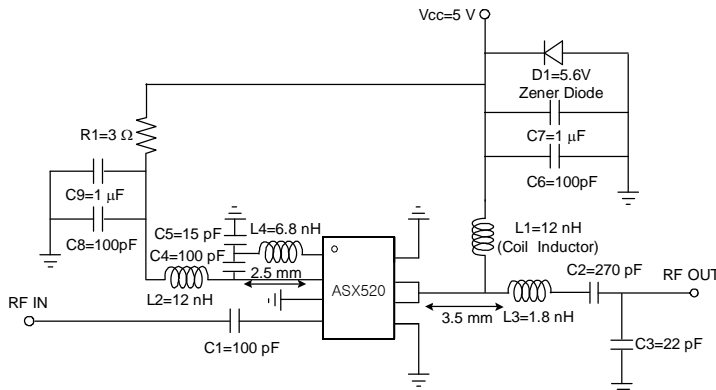 Vcc=5 V
D1=5.6V
Zener Diode
R1=3 Ω
C7=1 μF
C9=1 μF
C6=100pF
C8=100pF
C5=15 pF
L4=6.8 nH
L1=12 nH
(Coil Inductor)
C4=100 pF
2.5 mm
C2=270 pF
RF OUT
ASX520
L2=12 nH
RF IN
3.5 mm
L3=1.8 nH
C1=100 pF
C3=22 pF